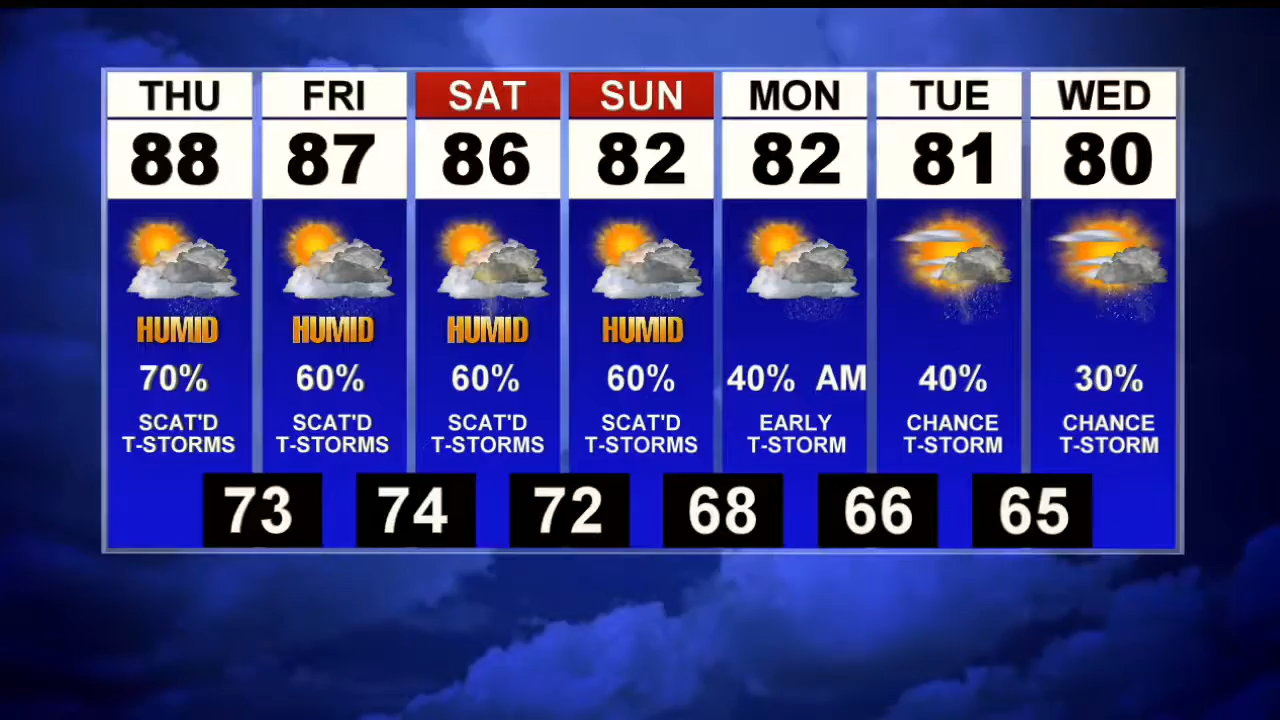 THU FRI SAT SUN MON TUE WED
88 87 86 82 82 81 80
HUMID HUMID HUMID HUMID
70% 60% 60% 60% 40% AM 40% 30%
SCAT'D SCAT'D SCAT'D SCAT'D EARLY CHANCE CHANCE
T-STORMS T-STORMS T-STORMS T-STORMS T-STORM T-STORM T-STORM
73 74 72 68 66 65